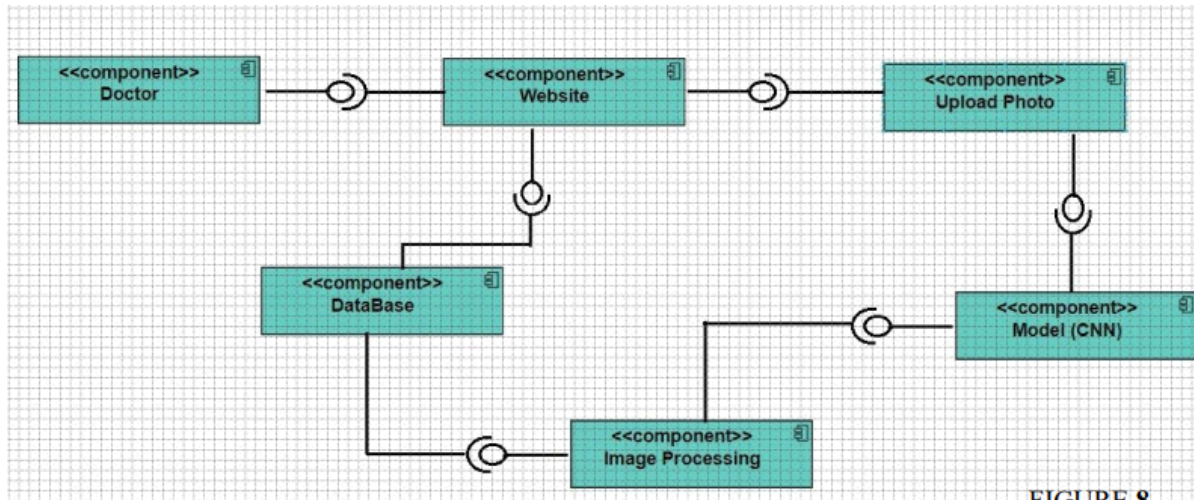 <<component>>
Doctor
<<component>>
Website
<<component>>
Upload Photo
<<component>>
DataBase
<<component>>
Model (CNN)
<<component>>
Image Processing
FIGURE 8